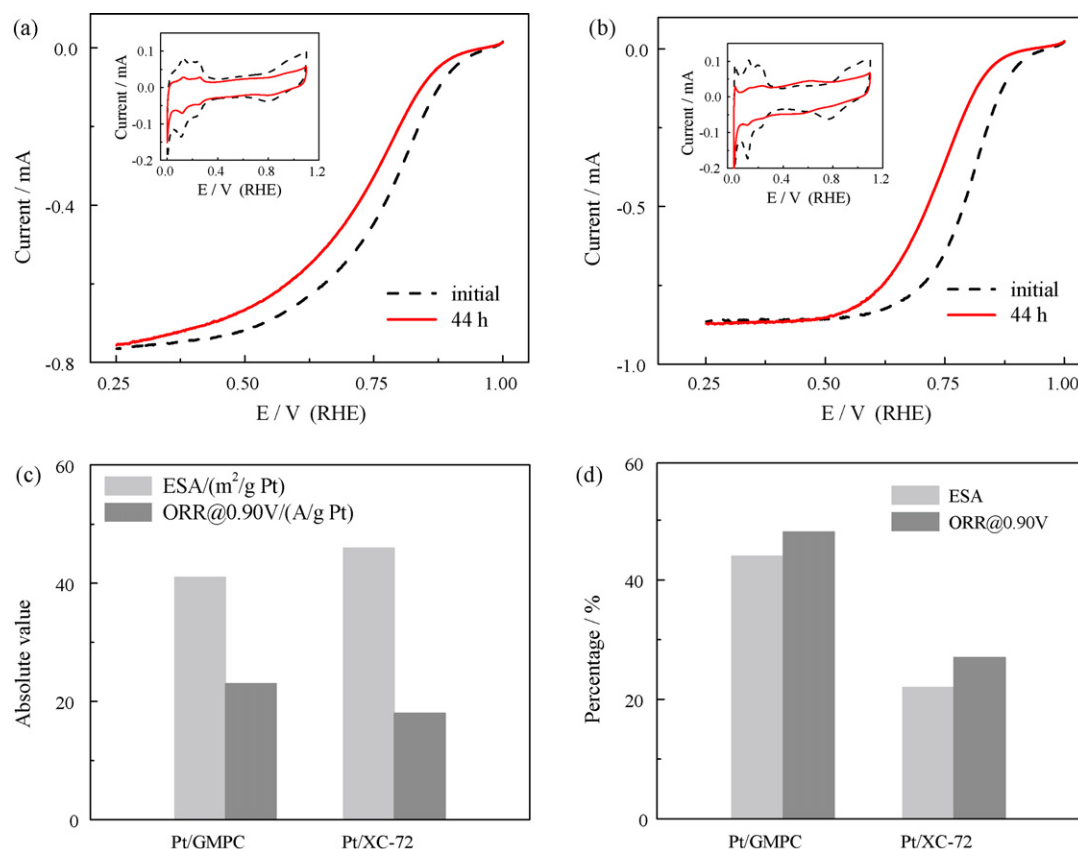 (a)
0.0
-0.4
-0.8
Current / mA
0.25
0.50
0.75
1.00
E / V (RHE)
0.1
0.0
-0.1
-0.2
Current / mA
0.0
0.4
0.8
1.2
E / V (RHE)
initial
44 h
(b)
0.0
-0.5
-1.0
Current / mA
0.25
0.50
0.75
1.00
E / V (RHE)
0.1
0.0
-0.1
-0.2
Current / mA
0.0
0.4
0.8
1.2
E / V (RHE)
initial
44 h
(c)
60
40
20
0
Absolute value
ESA/(m²/g Pt)
ORR@0.90V/(A/g Pt)
Pt/GMPC
Pt/XC-72
(d)
60
40
20
0
Percentage / %
ESA
ORR@0.90V
Pt/GMPC
Pt/XC-72